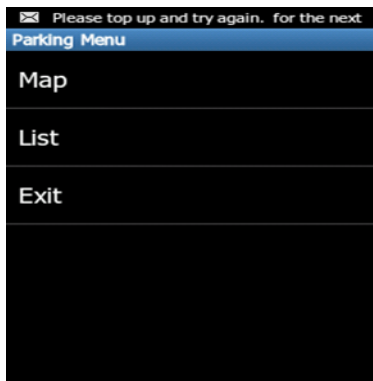 Please top up and try again.  for the next
Parking Menu
Map
List
Exit